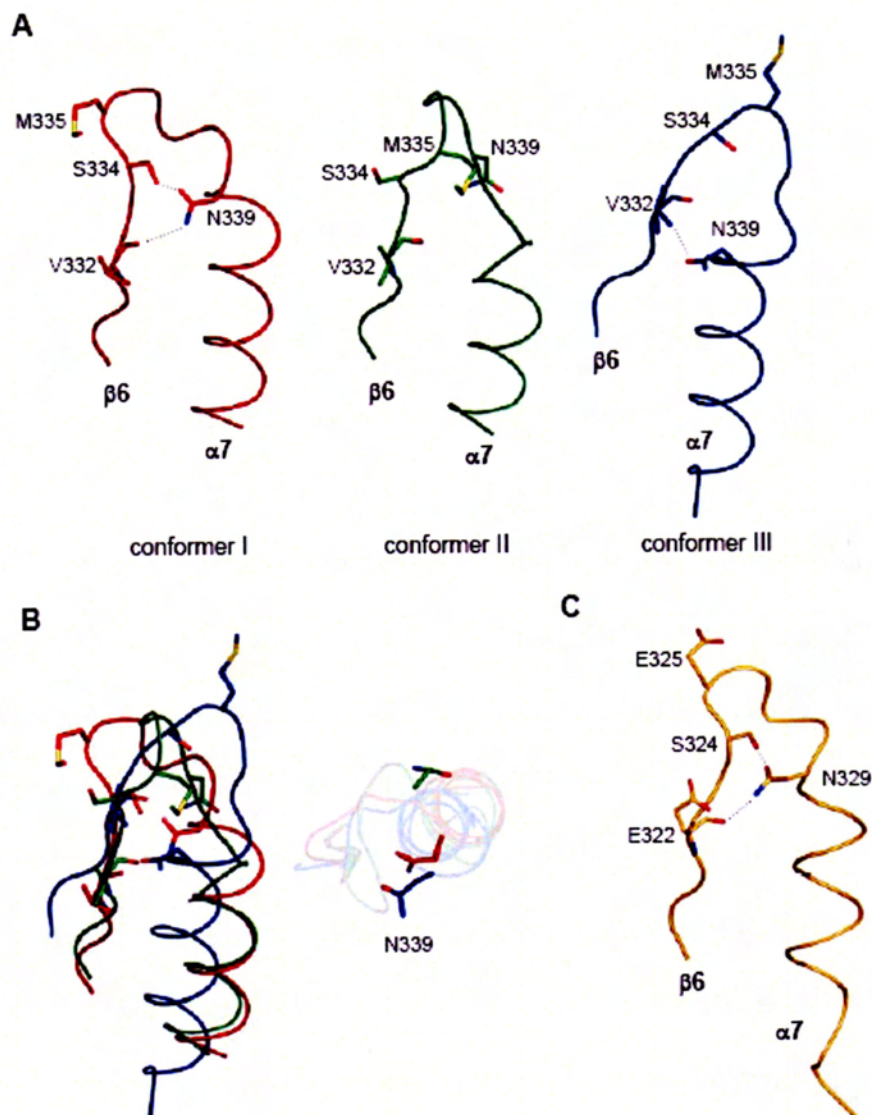 A
M335
S334
N339
V332
β6
α7
conformer I
M335
N339
S334
V332
β6
α7
conformer II
M335
S334
V332
N339
β6
α7
conformer III
B
N339
C
E325
S324
N329
E322
β6
α7